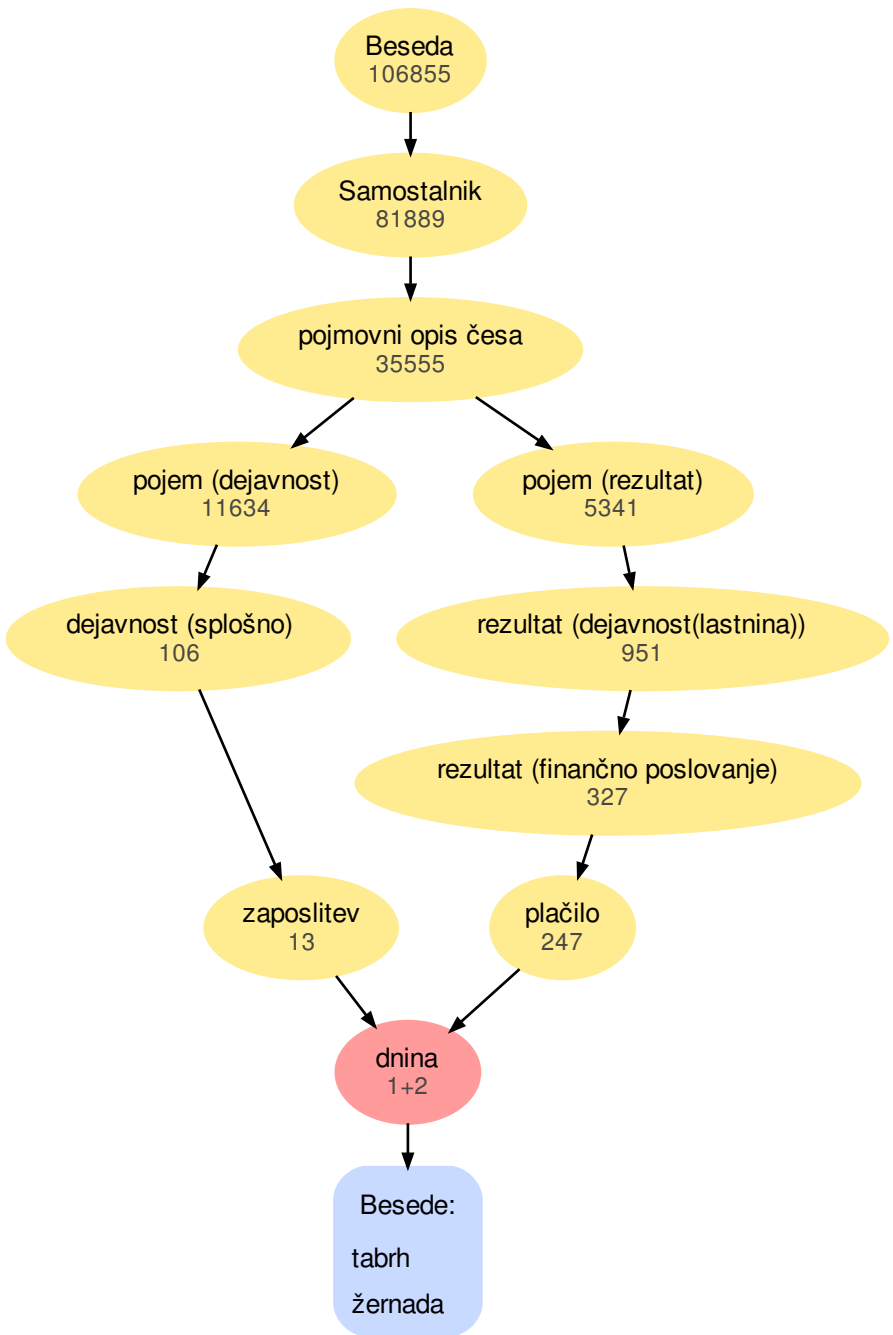 Beseda
106855
Samostalnik
81889
pojmovni opis česa
35555
pojem (dejavnost)
11634
pojem (rezultat)
5341
dejavnost (splošno)
106
rezultat (dejavnost(lastnina))
951
rezultat (finančno poslovanje)
327
zaposlitev
13
plačilo
247
dnina
1+2
Besede:
tabrh
žernada